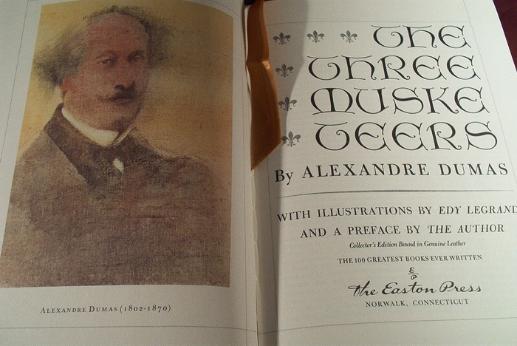 ALEXANDRE DUMAS (1802-1870)
THE
THREE
MUSKE
TEERS
By ALEXANDRE DUMAS
WITH ILLUSTRATIONS BY EDY LEGRAND
AND A PREFACE BY THE AUTHOR
Collector's Edition Bound in Genuine Leather
THE 100 GREATEST BOOKS EVER WRITTEN
The Easton Press
NORWALK, CONNECTICUT